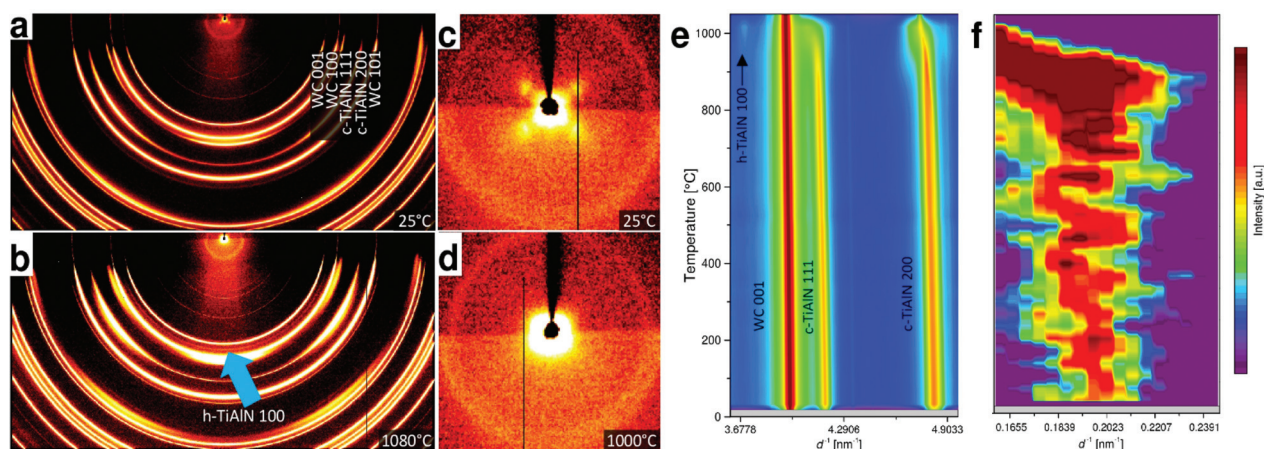 a
WC 001
WC 100
c-TiAlN 111
c-TiAlN 200
WC 101
25°C
b
h-TiAlN 100
1080°C
c
25°C
d
1000°C
e
1000
800
600
400
200
0
Temperature [°C]
h-TiAlN 100
WC 001
c-TiAlN 111
c-TiAlN 200
3.6778 4.2906 4.9033
d⁻¹ [nm⁻¹]
f
0.1655 0.1839 0.2023 0.2207 0.2391
d⁻¹ [nm⁻¹]
Intensity [a.u.]